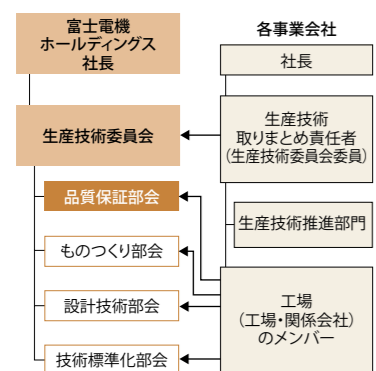 富士電機
ホールディングス
社長
生産技術委員会
品質保証部会
ものつくり部会
設計技術部会
技術標準化部会
各事業会社
社長
生産技術
取りまとめ責任者
(生産技術委員会委員)
生産技術推進部門
工場
(工場・関係会社)
のメンバー